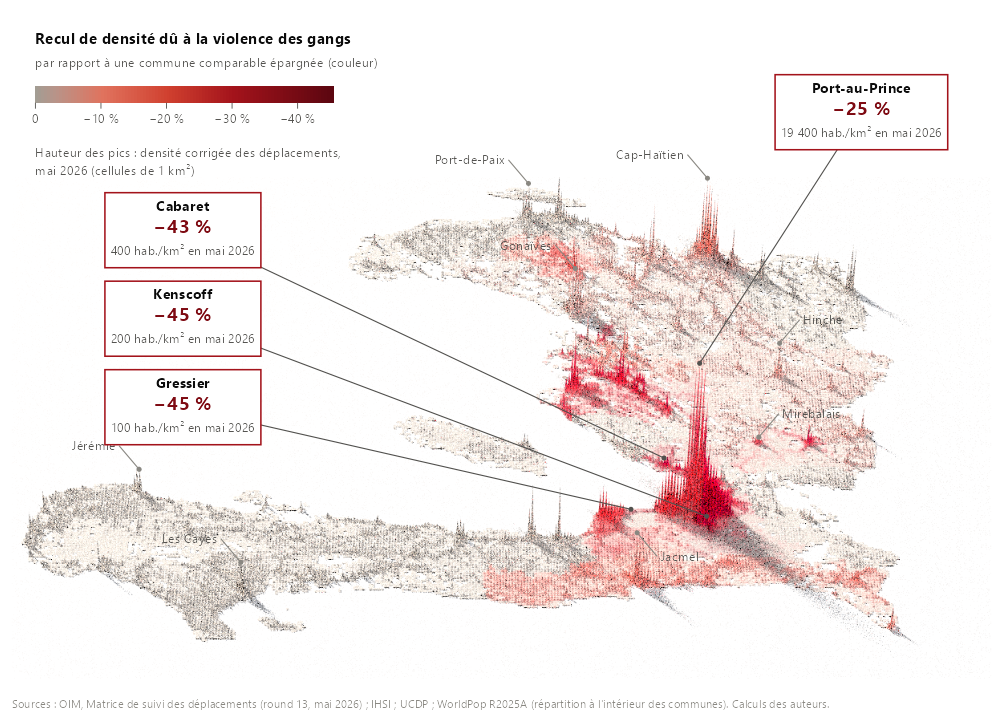 Recul de densité dû à la violence des gangs
par rapport à une commune comparable épargnée (couleur)
0 −10 % −20 % −30 % −40 %
Hauteur des pics : densité corrigée des déplacements,
mai 2026 (cellules de 1 km²)
Port-au-Prince
−25 %
19 400 hab./km² en mai 2026
Port-de-Paix
Cap-Haïtien
Cabaret
−43 %
400 hab./km² en mai 2026
Gonaïves
Kenscoff
−45 %
200 hab./km² en mai 2026
Hinche
Gressier
−45 %
100 hab./km² en mai 2026
Mirebalais
Jérémie
Les Cayes
Jacmel
Sources : OIM, Matrice de suivi des déplacements (round 13, mai 2026) ; IHSI ; UCDP ; WorldPop R2025A (répartition à l'intérieur des communes). Calculs des auteurs.